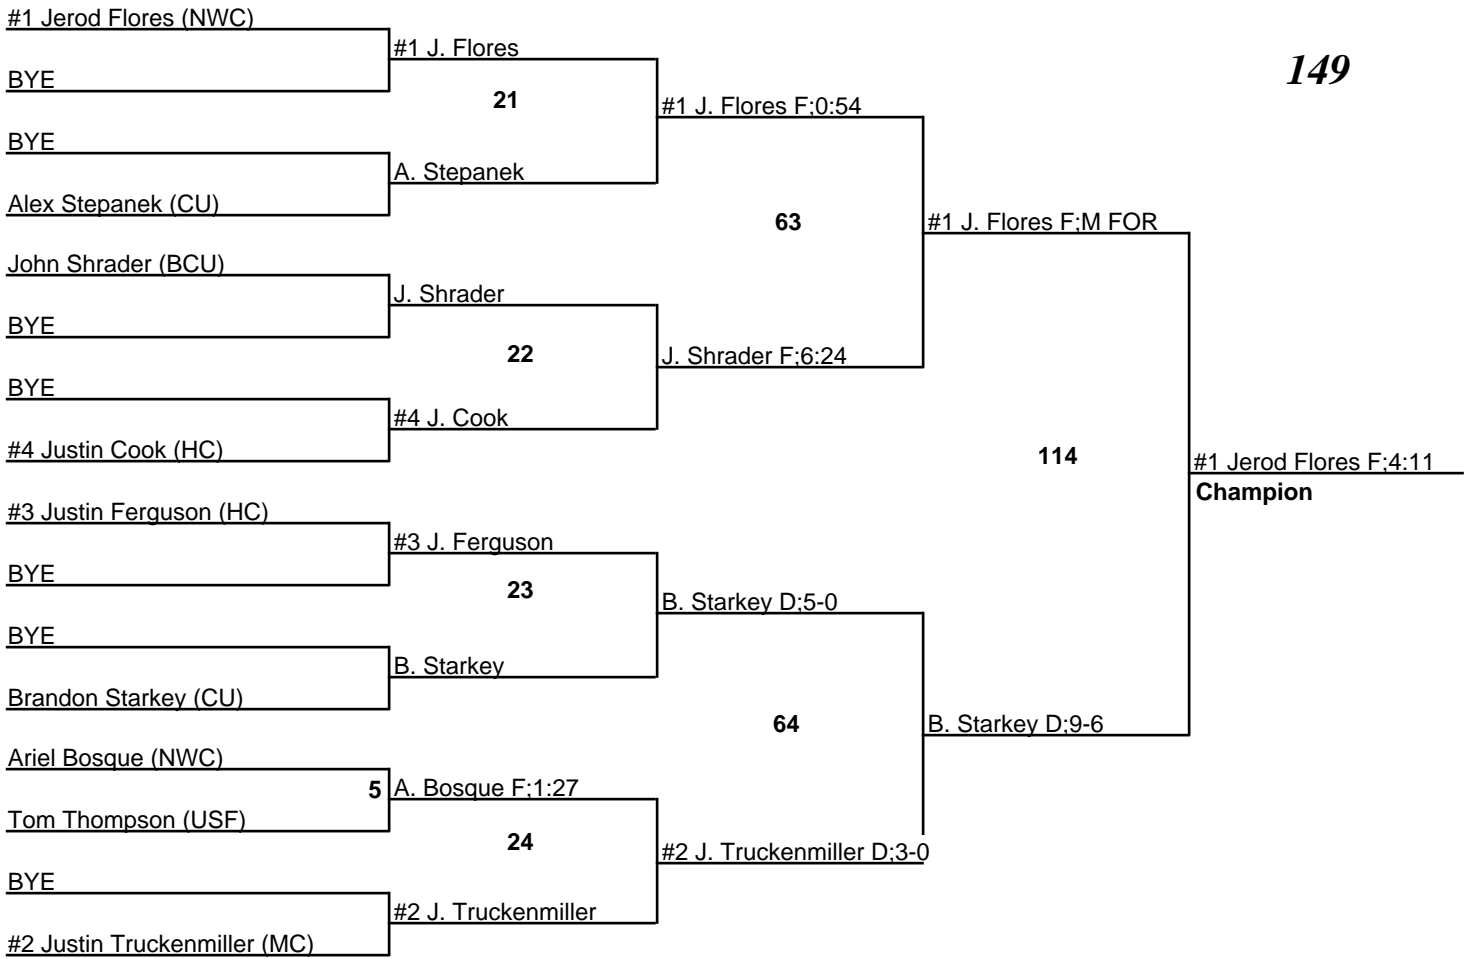 #1 Jerod Flores (NWC)
#1 J. Flores
149
BYE
21
#1 J. Flores F;0:54
BYE
A. Stepanek
Alex Stepanek (CU)
63
#1 J. Flores F;M FOR
John Shrader (BCU)
J. Shrader
BYE
22
J. Shrader F;6:24
BYE
#4 J. Cook
#4 Justin Cook (HC)
114
#1 Jerod Flores F;4:11
Champion
#3 Justin Ferguson (HC)
#3 J. Ferguson
BYE
23
B. Starkey D;5-0
BYE
B. Starkey
Brandon Starkey (CU)
64
B. Starkey D;9-6
Ariel Bosque (NWC)
5
A. Bosque F;1:27
Tom Thompson (USF)
24
#2 J. Truckenmiller D;3-0
BYE
#2 J. Truckenmiller
#2 Justin Truckenmiller (MC)